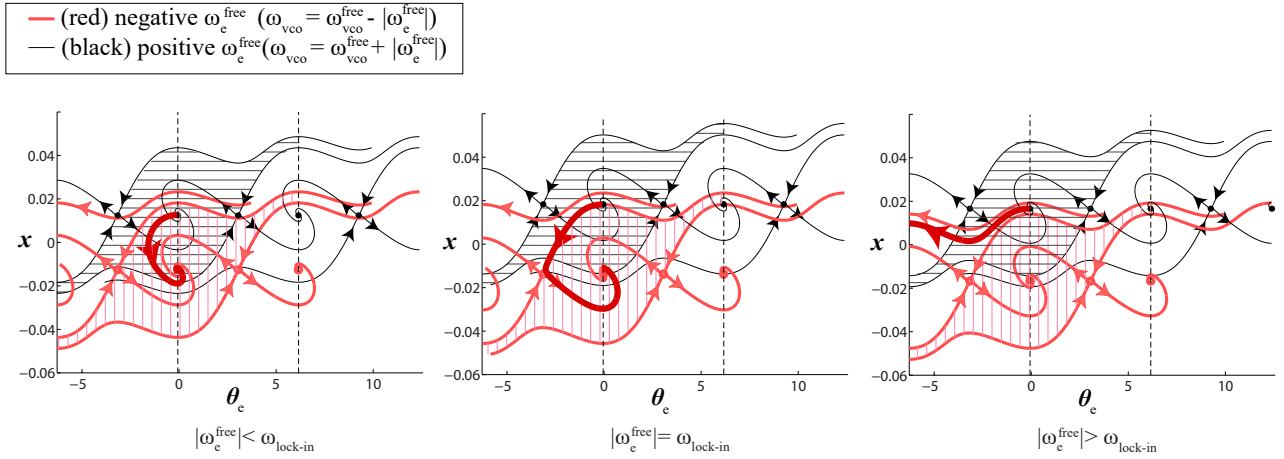 (red) negative ω_e^free (ω_vco = ω_vco^free - |ω_e^free|)
(black) positive ω_e^free(ω_vco = ω_vco^free + |ω_e^free|)
0.04
0.02
0
−0.02
−0.04
−0.06
x
−5
0
5
10
θ_e
|ω_e^free| < ω_lock-in
0.04
0.02
0
−0.02
−0.04
−0.06
x
−5
0
5
10
θ_e
|ω_e^free| = ω_lock-in
0.04
0.02
0
−0.02
−0.04
−0.06
x
−5
0
5
10
θ_e
|ω_e^free| > ω_lock-in